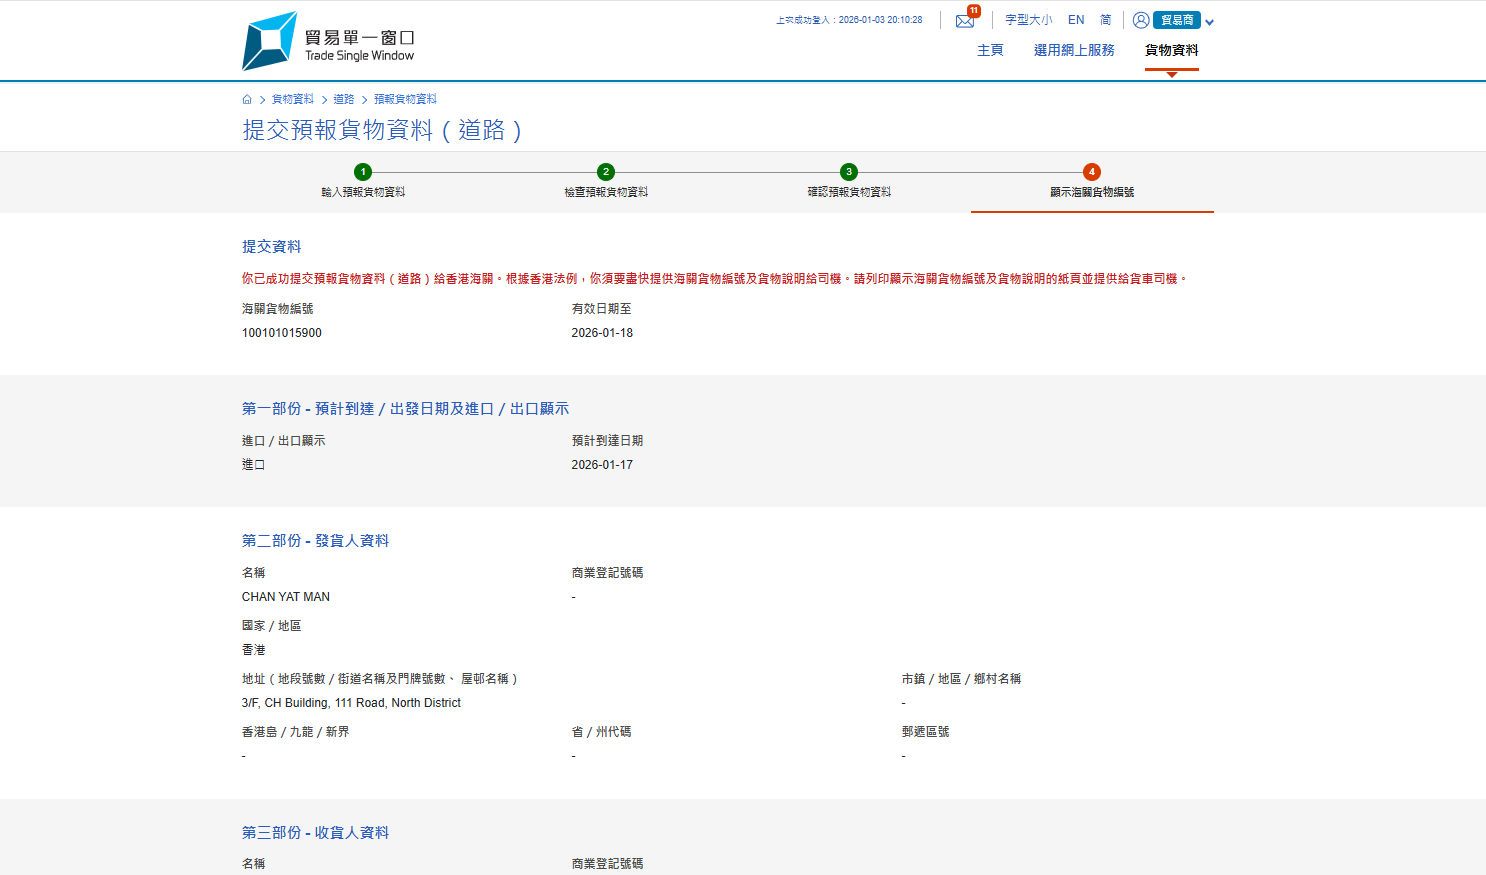 貿易單一窗口
Trade Single Window
上次成功登入：2026-01-03 20:10:28
11
字型大小
EN
简
貿易商
主頁
選用網上服務
貨物資料
貨物資料 > 道路 > 預報貨物資料
提交預報貨物資料（道路）
1
2
3
4
輸入預報貨物資料
檢查預報貨物資料
確認預報貨物資料
顯示海關貨物編號
提交資料
你已成功提交預報貨物資料（道路）給香港海關。根據香港法例，你須要盡快提供海關貨物編號及貨物說明給司機。請列印顯示海關貨物編號及貨物說明的紙頁並提供給貨車司機。
海關貨物編號
有效日期至
100101015900
2026-01-18
第一部份 - 預計到達 / 出發日期及進口 / 出口顯示
進口 / 出口顯示
預計到達日期
進口
2026-01-17
第二部份 - 發貨人資料
名稱
商業登記號碼
CHAN YAT MAN
-
國家 / 地區
香港
地址（地段號數 / 街道名稱及門牌號數、屋邨名稱）
市鎮 / 地區 / 鄉村名稱
3/F, CH Building, 111 Road, North District
-
香港島 / 九龍 / 新界
省 / 州代碼
郵遞區號
-
-
-
第三部份 - 收貨人資料
名稱
商業登記號碼